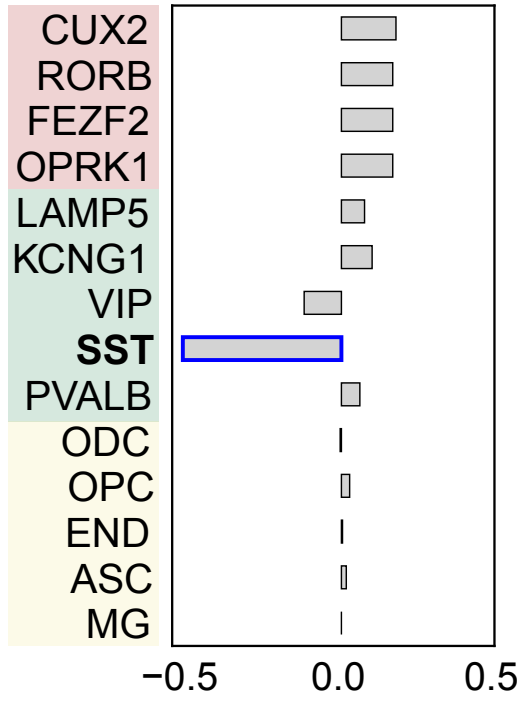 CUX2
RORB
FEZF2
OPRK1
LAMP5
KCNG1
VIP
SST
PVALB
ODC
OPC
END
ASC
MG
−0.5 0.0 0.5